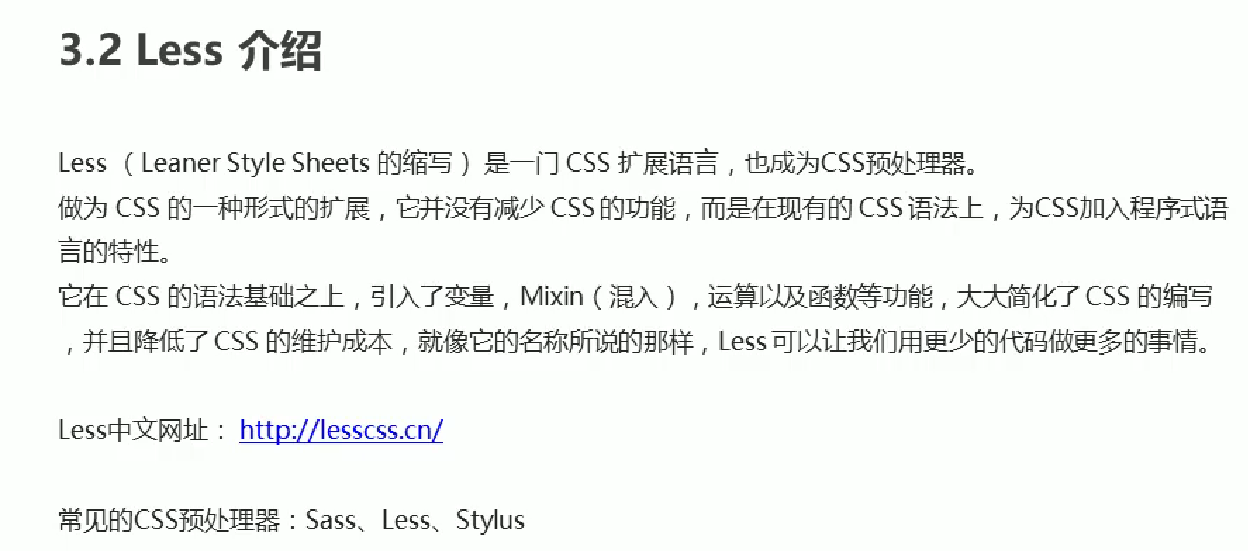 3.2 Less 介绍
Less （ Leaner Style Sheets 的缩写 ） 是一门 CSS 扩展语言，也成为CSS预处理器。
做为 CSS 的一种形式的扩展，它并没有减少 CSS 的功能，而是在现有的 CSS 语法上，为CSS加入程序式语
言的特性。
它在 CSS 的语法基础之上，引入了变量，Mixin（混入），运算以及函数等功能，大大简化了 CSS 的编写
，并且降低了 CSS 的维护成本，就像它的名称所说的那样，Less 可以让我们用更少的代码做更多的事情。
Less中文网址： http://lesscss.cn/
常见的CSS预处理器：Sass、Less、Stylus